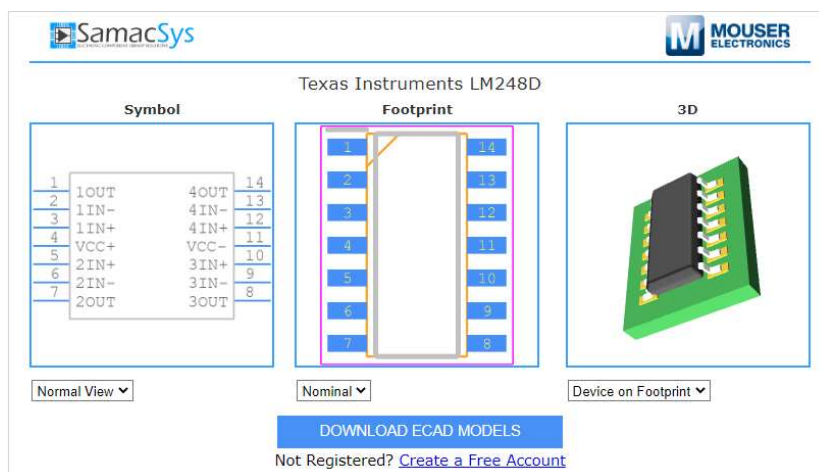 SamacSys
MOUSER
ELECTRONICS
Texas Instruments LM248D
Symbol
Footprint
3D
1 1OUT 4OUT 14
2 1IN- 4IN- 13
3 1IN+ 4IN+ 12
4 VCC+ VCC- 11
5 2IN+ 3IN+ 10
6 2IN- 3IN- 9
7 2OUT 3OUT 8
1 14
2 13
3 12
4 11
5 10
6 9
7 8
Normal View
Nominal
Device on Footprint
DOWNLOAD ECAD MODELS
Not Registered? Create a Free Account